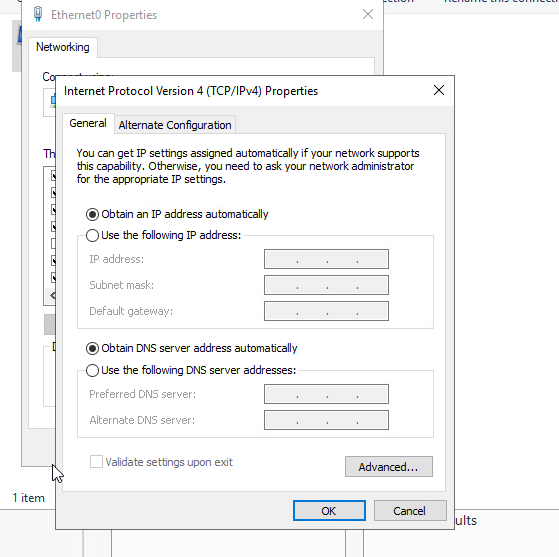 Ethernet0 Properties
Networking
Internet Protocol Version 4 (TCP/IPv4) Properties
General
Alternate Configuration
You can get IP settings assigned automatically if your network supports
this capability. Otherwise, you need to ask your network administrator
for the appropriate IP settings.
Obtain an IP address automatically
Use the following IP address:
IP address:
Subnet mask:
Default gateway:
Obtain DNS server address automatically
Use the following DNS server addresses:
Preferred DNS server:
Alternate DNS server:
Validate settings upon exit
Advanced...
1 item
OK
Cancel